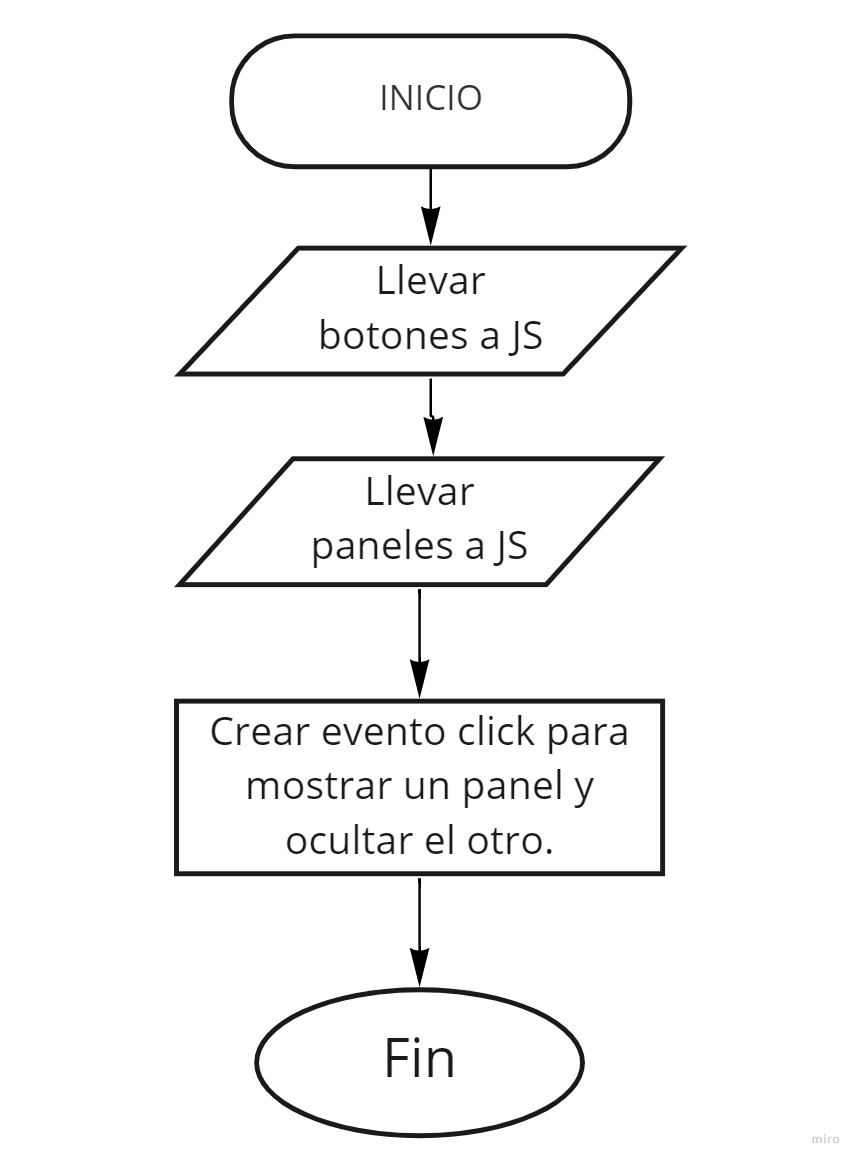 INICIO
Llevar
botones a JS
Llevar
paneles a JS
Crear evento click para
mostrar un panel y
ocultar el otro.
Fin
miro